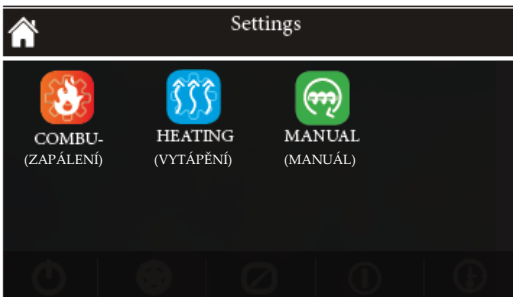 Settings
COMBU- HEATING MANUAL
(ZAPÁLENÍ) (VYTÁPĚNÍ) (MANUÁL)